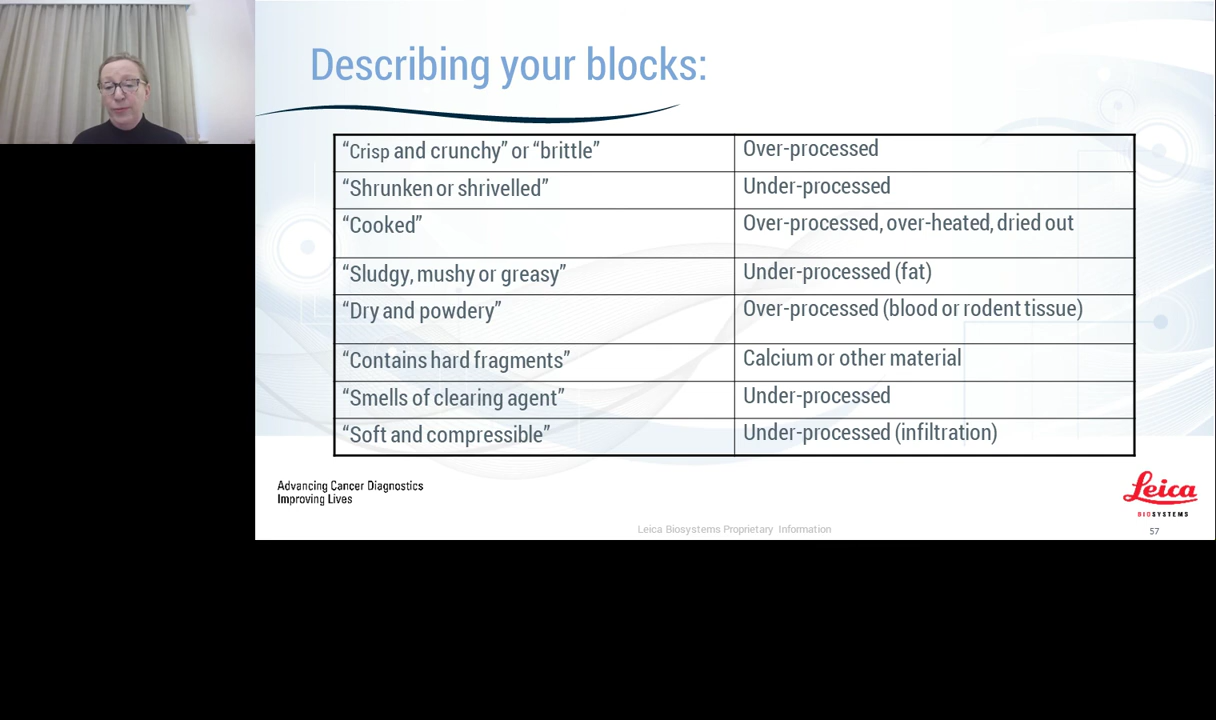 Describing your blocks:
“Crisp and crunchy” or “brittle”
Over-processed
“Shrunken or shrivelled”
Under-processed
“Cooked”
Over-processed, over-heated, dried out
“Sludgy, mushy or greasy”
Under-processed (fat)
“Dry and powdery”
Over-processed (blood or rodent tissue)
“Contains hard fragments”
Calcium or other material
“Smells of clearing agent”
Under-processed
“Soft and compressible”
Under-processed (infiltration)
Advancing Cancer Diagnostics
Improving Lives
Leica
BIOSYSTEMS
Leica Biosystems Proprietary Information
57